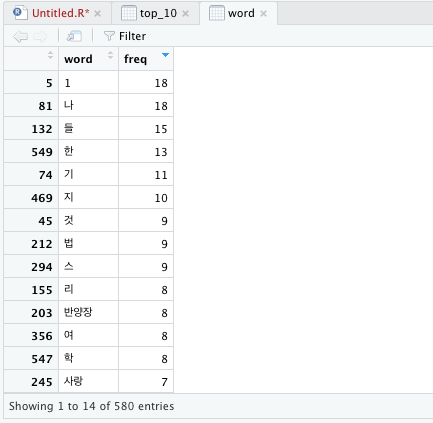 Untitled.R* top_10 word
Filter
word freq
5 1 18
81 나 18
132 들 15
549 한 13
74 기 11
469 지 10
45 것 9
212 법 9
294 스 9
155 리 8
203 반양장 8
356 여 8
547 학 8
245 사랑 7
Showing 1 to 14 of 580 entries